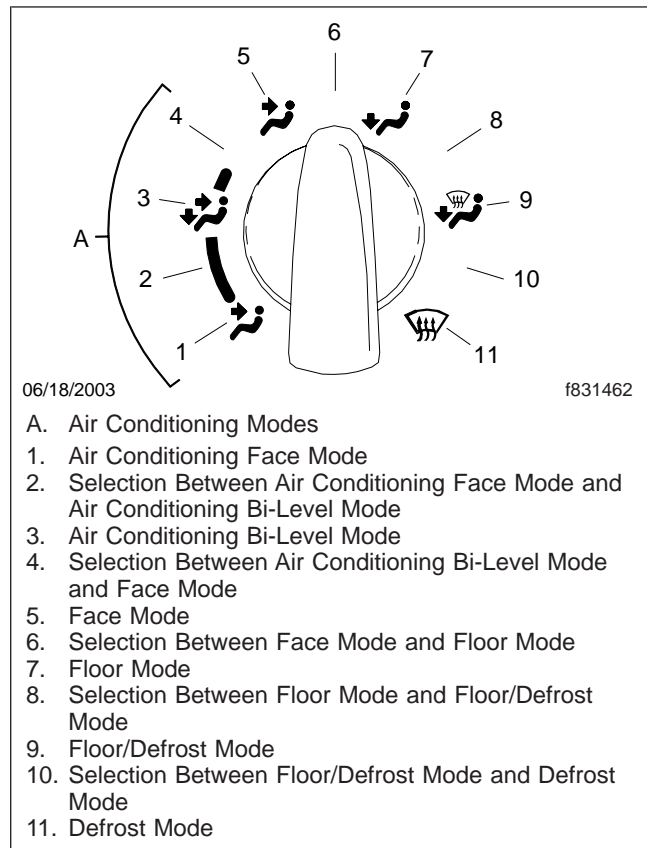 6
5
7
4
8
3
9
A
2
10
1
11
06/18/2003
f831462
A. Air Conditioning Modes
1. Air Conditioning Face Mode
2. Selection Between Air Conditioning Face Mode and
Air Conditioning Bi-Level Mode
3. Air Conditioning Bi-Level Mode
4. Selection Between Air Conditioning Bi-Level Mode
and Face Mode
5. Face Mode
6. Selection Between Face Mode and Floor Mode
7. Floor Mode
8. Selection Between Floor Mode and Floor/Defrost
Mode
9. Floor/Defrost Mode
10. Selection Between Floor/Defrost Mode and Defrost
Mode
11. Defrost Mode